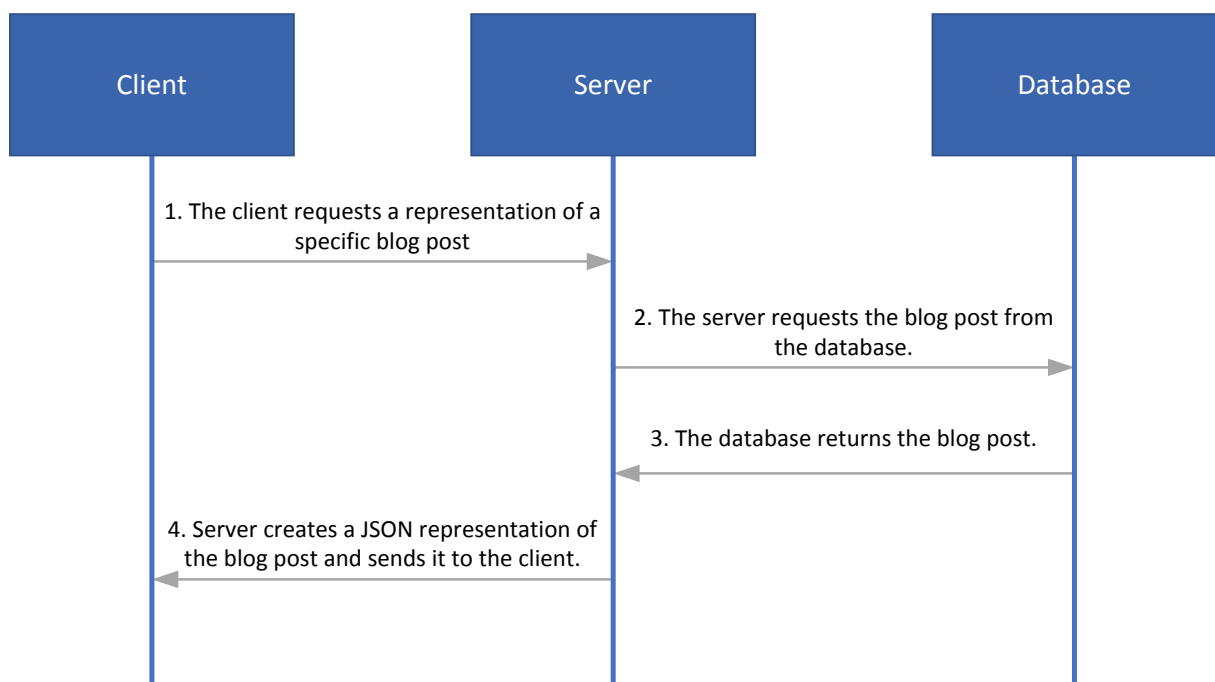 Client
Server
Database
1. The client requests a representation of a
specific blog post
2. The server requests the blog post from
the database.
3. The database returns the blog post.
4. Server creates a JSON representation of
the blog post and sends it to the client.